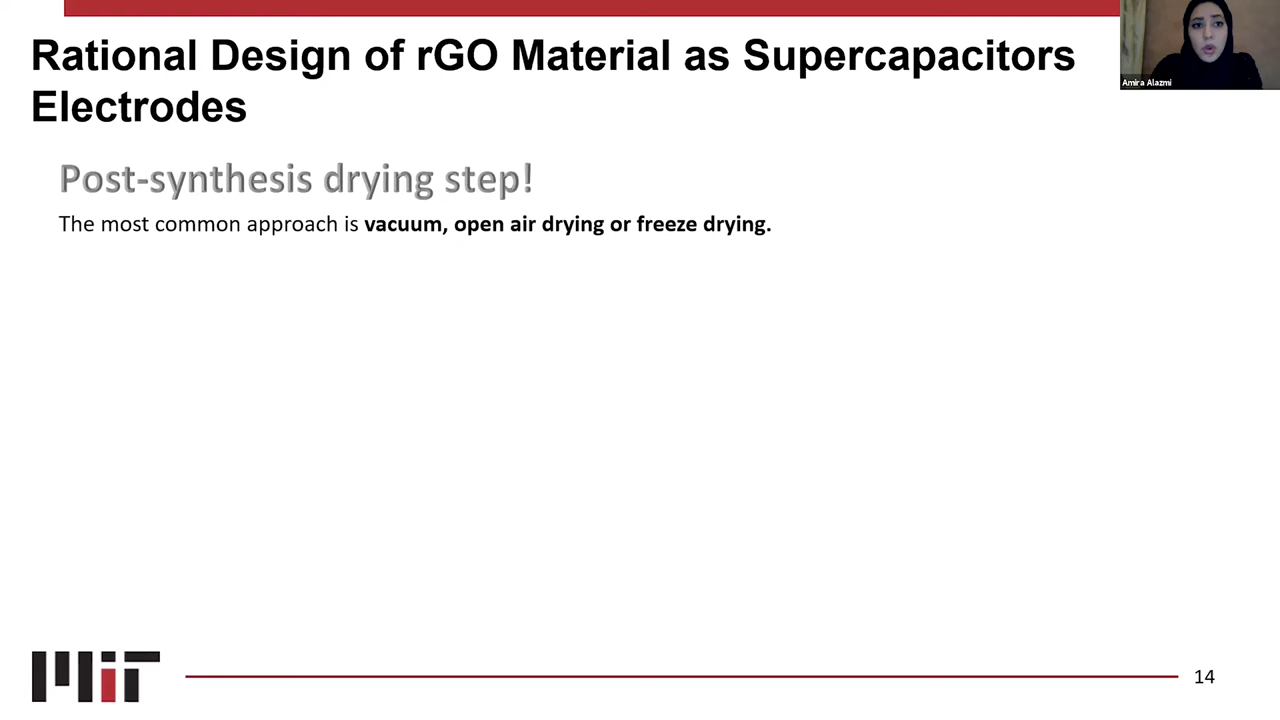 Rational Design of rGO Material as Supercapacitors
Electrodes
Amira Alazmi
Post-synthesis drying step!
The most common approach is vacuum, open air drying or freeze drying.
MIT
14